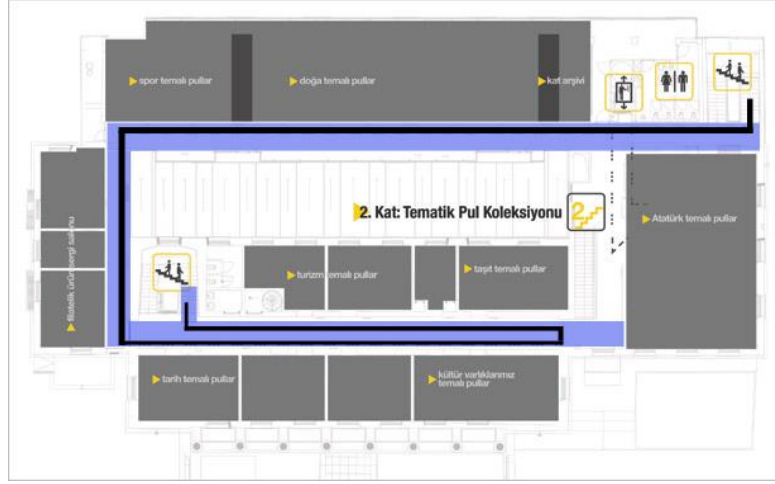 spor temalı pullar
doğa temalı pullar
kat arşivi
2. Kat: Tematik Pul Koleksiyonu
2
Atatürk temalı pullar
filatelik ürün sergi salonu
turizm temalı pullar
taşıt temalı pullar
tarih temalı pullar
kültür varlıklarımız
temalı pullar